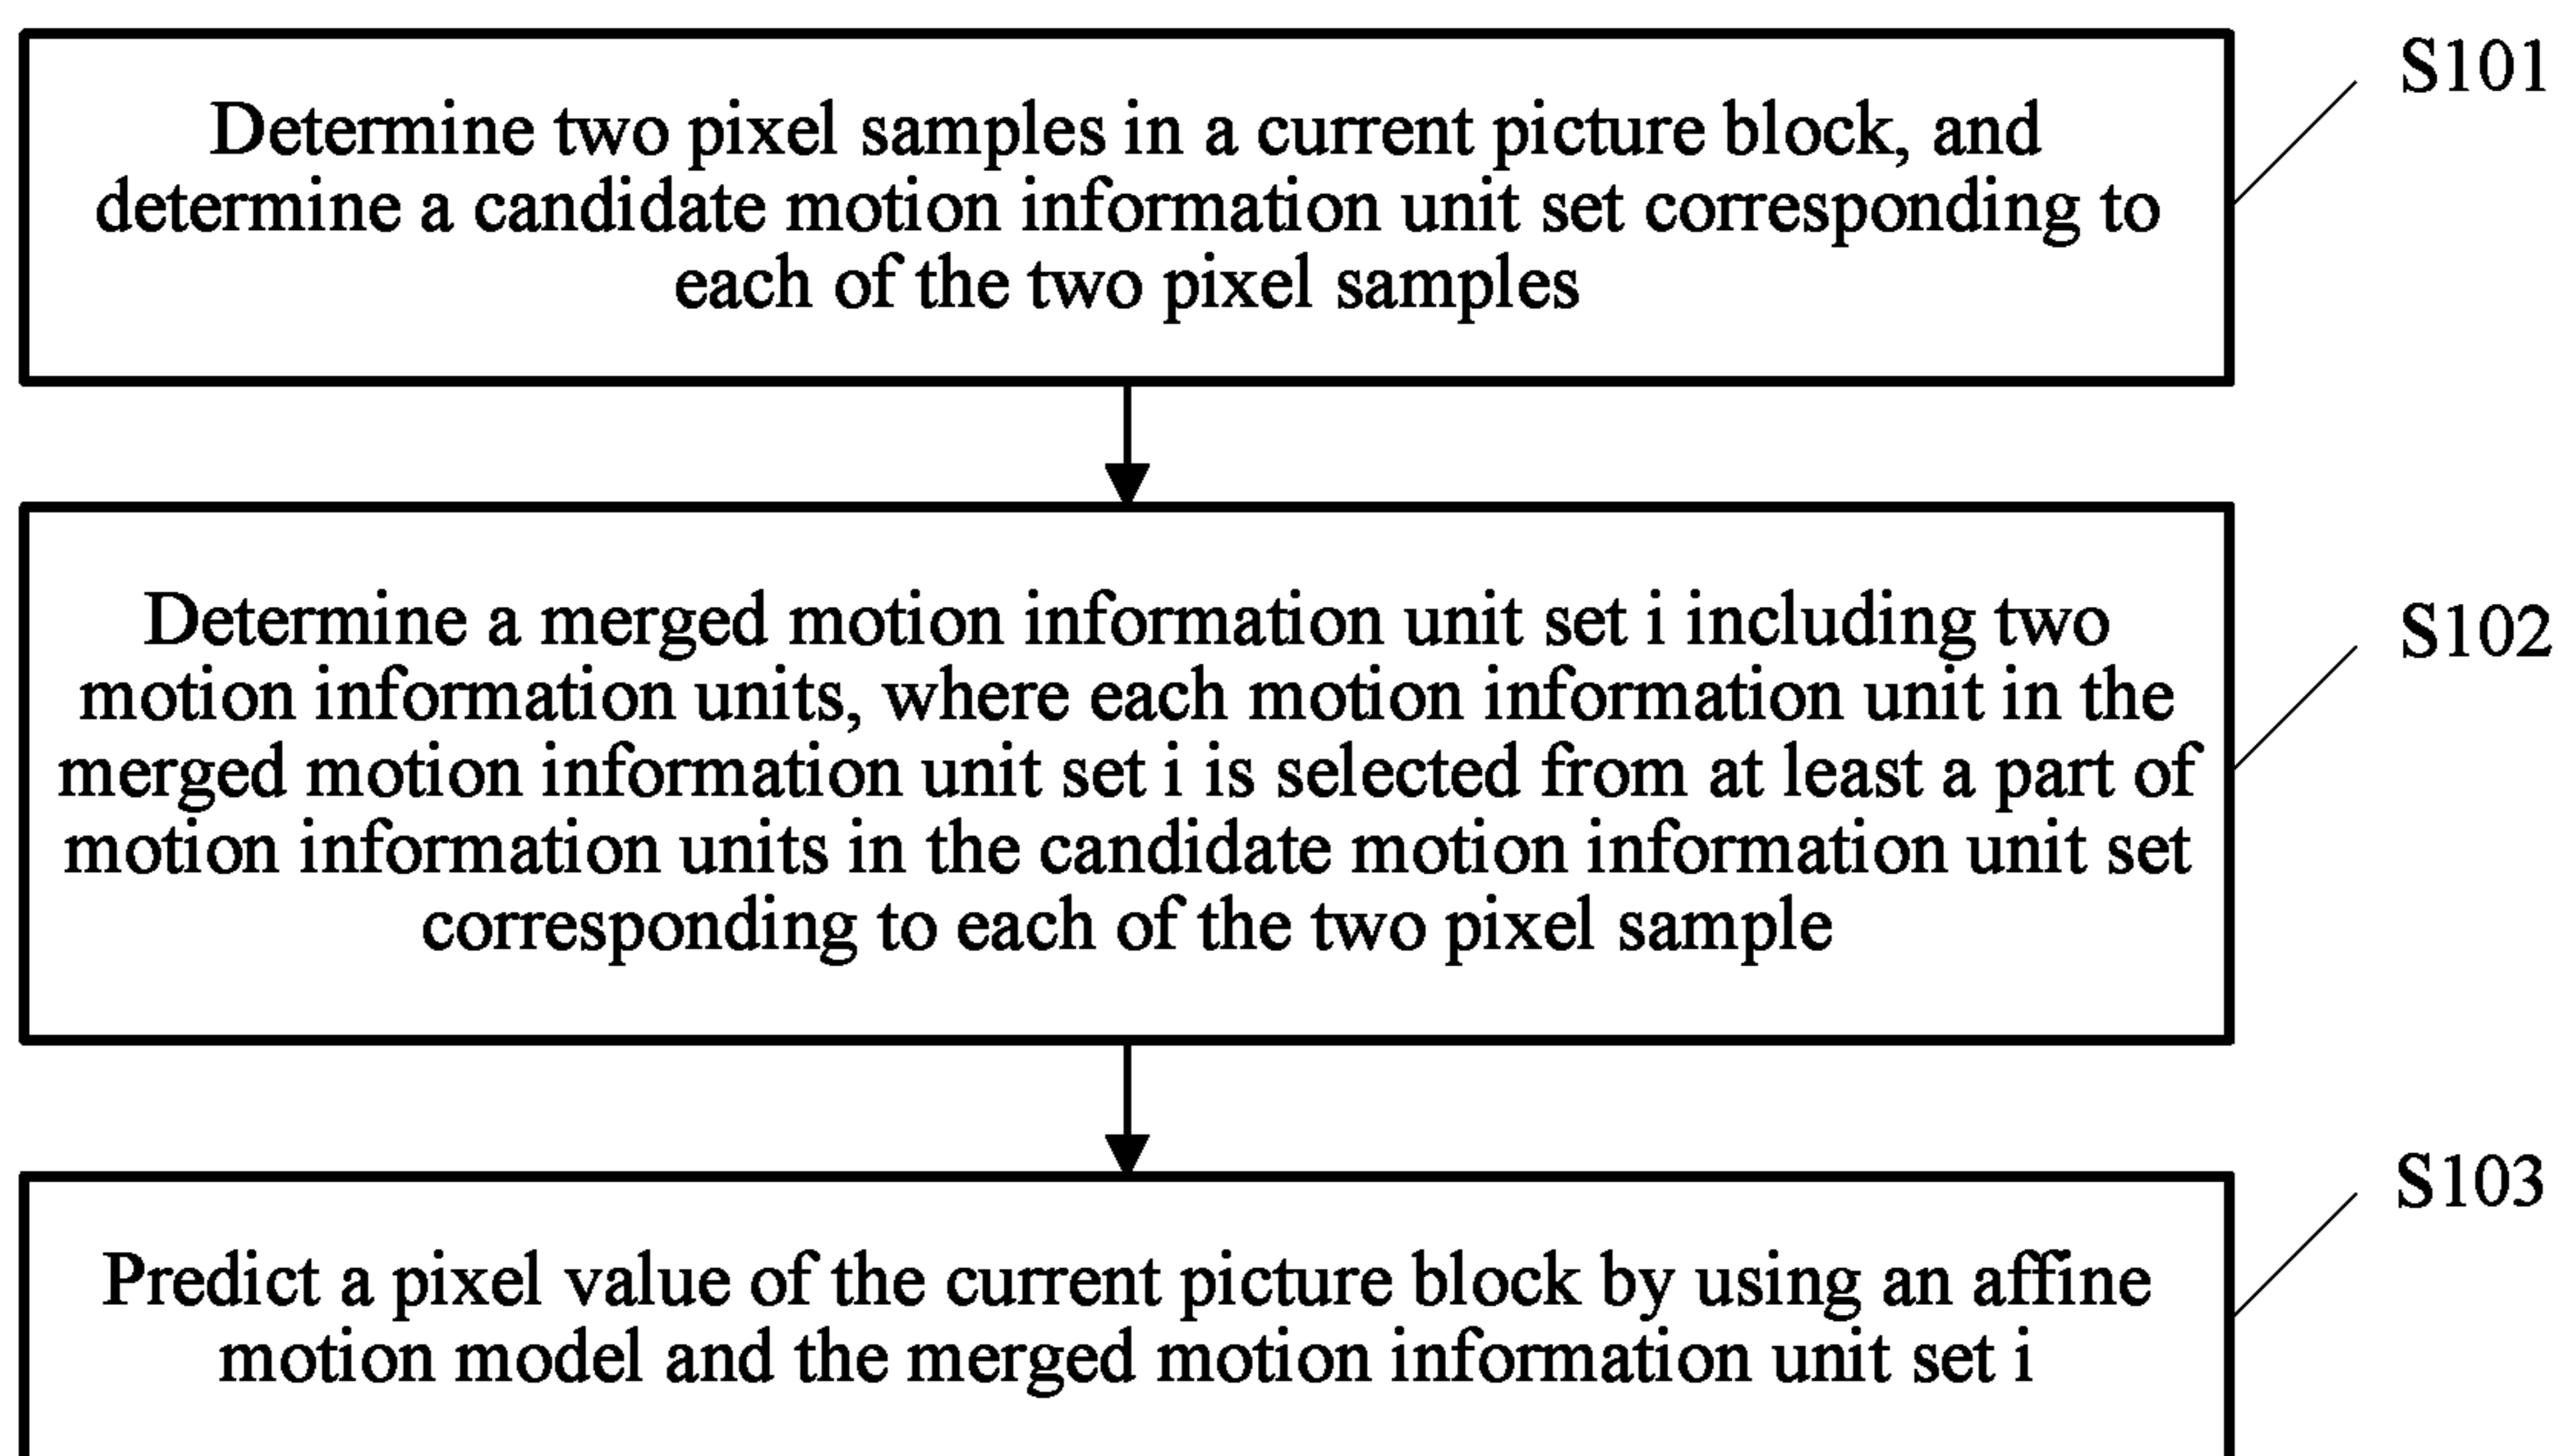 S101
Determine two pixel samples in a current picture block, and
determine a candidate motion information unit set corresponding to
each of the two pixel samples
S102
Determine a merged motion information unit set i including two
motion information units, where each motion information unit in the
merged motion information unit set i is selected from at least a part of
motion information units in the candidate motion information unit set
corresponding to each of the two pixel sample
S103
Predict a pixel value of the current picture block by using an affine
motion model and the merged motion information unit set i